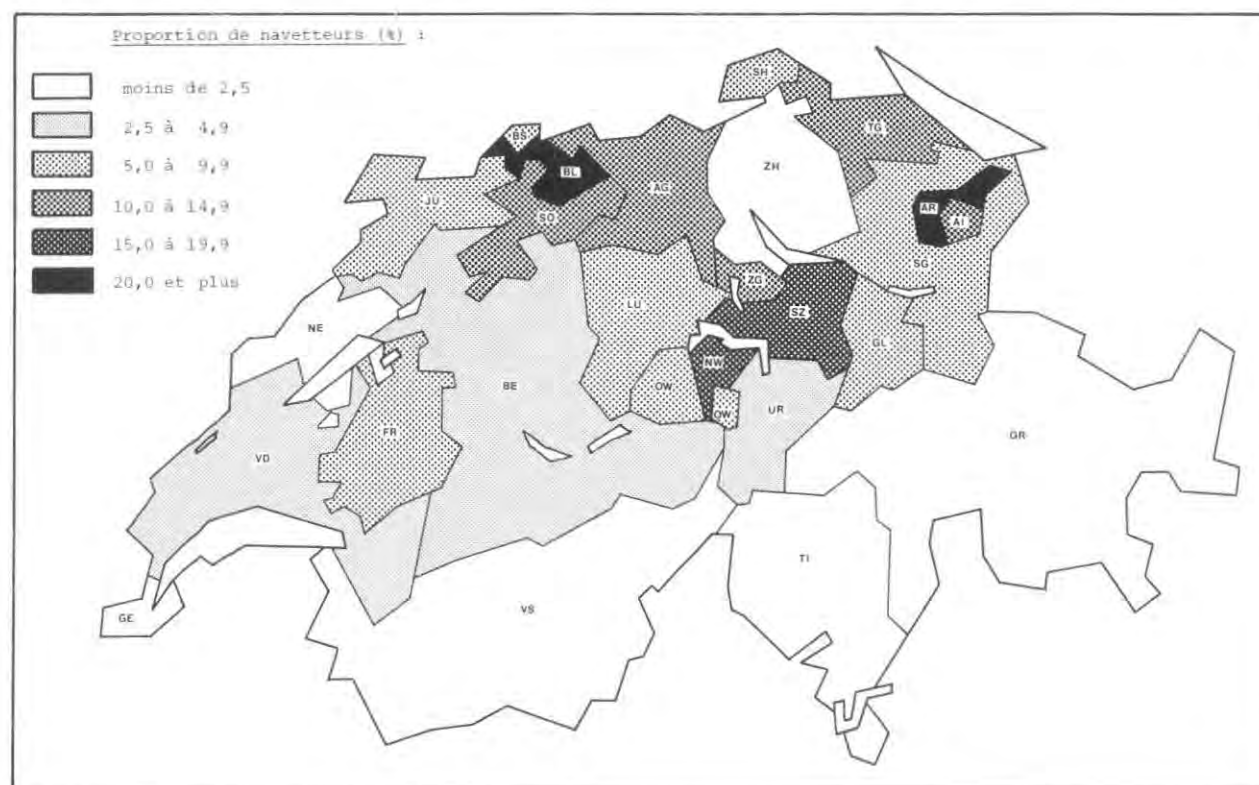 Proportion de navetteurs (%) :
moins de 2,5
2,5 à 4,9
5,0 à 9,9
10,0 à 14,9
15,0 à 19,9
20,0 et plus
SH
BS
TG
BL
ZH
AG
JU
SO
AR
AI
SG
ZG
LU
SZ
NE
GL
NW
BE
OW
UR
OW
FR
GR
VD
TI
VS
GE